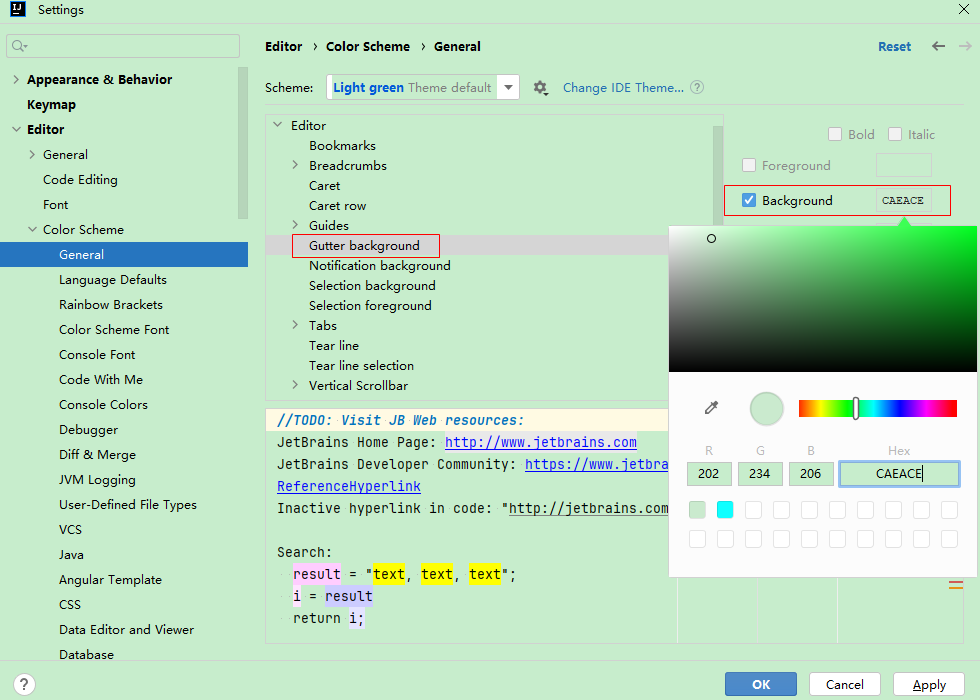 IJ Settings
Editor › Color Scheme › General
Reset
Appearance & Behavior
Keymap
Editor
General
Code Editing
Font
Color Scheme
General
Language Defaults
Rainbow Brackets
Color Scheme Font
Console Font
Code With Me
Console Colors
Debugger
Diff & Merge
JVM Logging
User-Defined File Types
VCS
Java
Angular Template
CSS
Data Editor and Viewer
Database
Scheme: Light green Theme default Change IDE Theme... ?
Editor
Bookmarks
Breadcrumbs
Caret
Caret row
Guides
Gutter background
Notification background
Selection background
Selection foreground
Tabs
Tear line
Tear line selection
Vertical Scrollbar
Bold Italic
Foreground
Background CAEACE
R G B Hex
202 234 206 CAEACE
//TODO: Visit JB Web resources:
JetBrains Home Page: http://www.jetbrains.com
JetBrains Developer Community: https://www.jetbra
ReferenceHyperlink
Inactive hyperlink in code: "http://jetbrains.com
Search:
result = "text, text, text";
i = result
return i;
? OK Cancel Apply